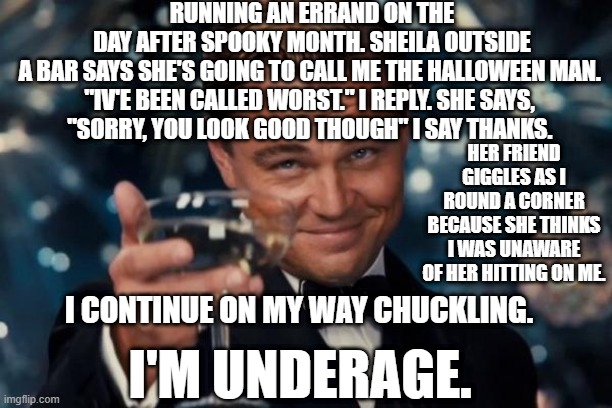 RUNNING AN ERRAND ON THE
DAY AFTER SPOOKY MONTH. SHEILA OUTSIDE
A BAR SAYS SHE'S GOING TO CALL ME THE HALLOWEEN MAN.
"IV'E BEEN CALLED WORST." I REPLY. SHE SAYS,
"SORRY, YOU LOOK GOOD THOUGH" I SAY THANKS.
HER FRIEND
GIGGLES AS I
ROUND A CORNER
BECAUSE SHE THINKS
I WAS UNAWARE
OF HER HITTING ON ME.
I CONTINUE ON MY WAY CHUCKLING.
I'M UNDERAGE.
imgflip.com